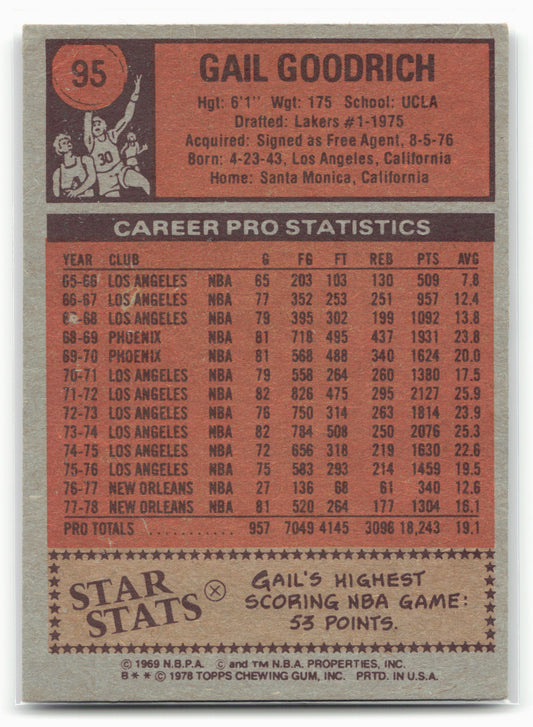 95
GAIL GOODRICH
Hgt: 6'1" Wgt: 175 School: UCLA
Drafted: Lakers #1-1975
Acquired: Signed as Free Agent, 8-5-76
Born: 4-23-43, Los Angeles, California
Home: Santa Monica, California
30
CAREER PRO STATISTICS
YEAR CLUB G FG FT REB PTS AVG
65-66 LOS ANGELES NBA 65 203 103 130 509 7.8
66-67 LOS ANGELES NBA 77 352 253 251 957 12.4
67-68 LOS ANGELES NBA 79 395 302 199 1092 13.8
68-69 PHOENIX NBA 81 718 495 437 1931 23.8
69-70 PHOENIX NBA 81 568 488 340 1624 20.0
70-71 LOS ANGELES NBA 79 558 264 260 1380 17.5
71-72 LOS ANGELES NBA 82 826 475 295 2127 25.9
72-73 LOS ANGELES NBA 76 750 314 263 1814 23.9
73-74 LOS ANGELES NBA 82 784 508 250 2076 25.3
74-75 LOS ANGELES NBA 72 656 318 219 1630 22.6
75-76 LOS ANGELES NBA 75 583 293 214 1459 19.5
76-77 NEW ORLEANS NBA 27 136 68 61 340 12.6
77-78 NEW ORLEANS NBA 81 520 264 177 1304 16.1
PRO TOTALS ........... 957 7049 4145 3096 18,243 19.1
STAR STATS
GAIL'S HIGHEST
SCORING NBA GAME:
53 POINTS.
© 1969 N.B.P.A. © and TM N.B.A. PROPERTIES, INC.
B ** © 1978 TOPPS CHEWING GUM, INC. PRTD. IN U.S.A.